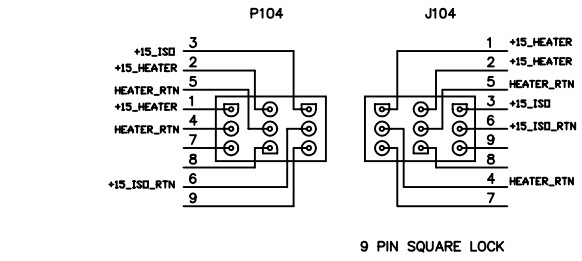 P104
J104
+15_ISO 3
+15_HEATER 2
HEATER_RTN 5
+15_HEATER 1
HEATER_RTN 4
7
8
+15_ISO_RTN 6
9
1 +15_HEATER
2 +15_HEATER
5 HEATER_RTN
3 +15_ISO
6 +15_ISO_RTN
9
8
4 HEATER_RTN
7
9 PIN SQUARE LOCK